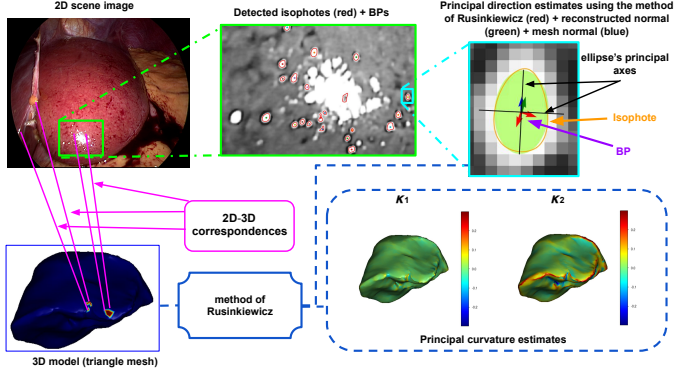 2D scene image
Detected isophotes (red) + BPs
Principal direction estimates using the method
of Rusinkiewicz (red) + reconstructed normal
(green) + mesh normal (blue)
ellipse's principal
axes
Isophote
BP
2D-3D
correspondences
method of
Rusinkiewicz
K1
K2
Principal curvature estimates
3D model (triangle mesh)